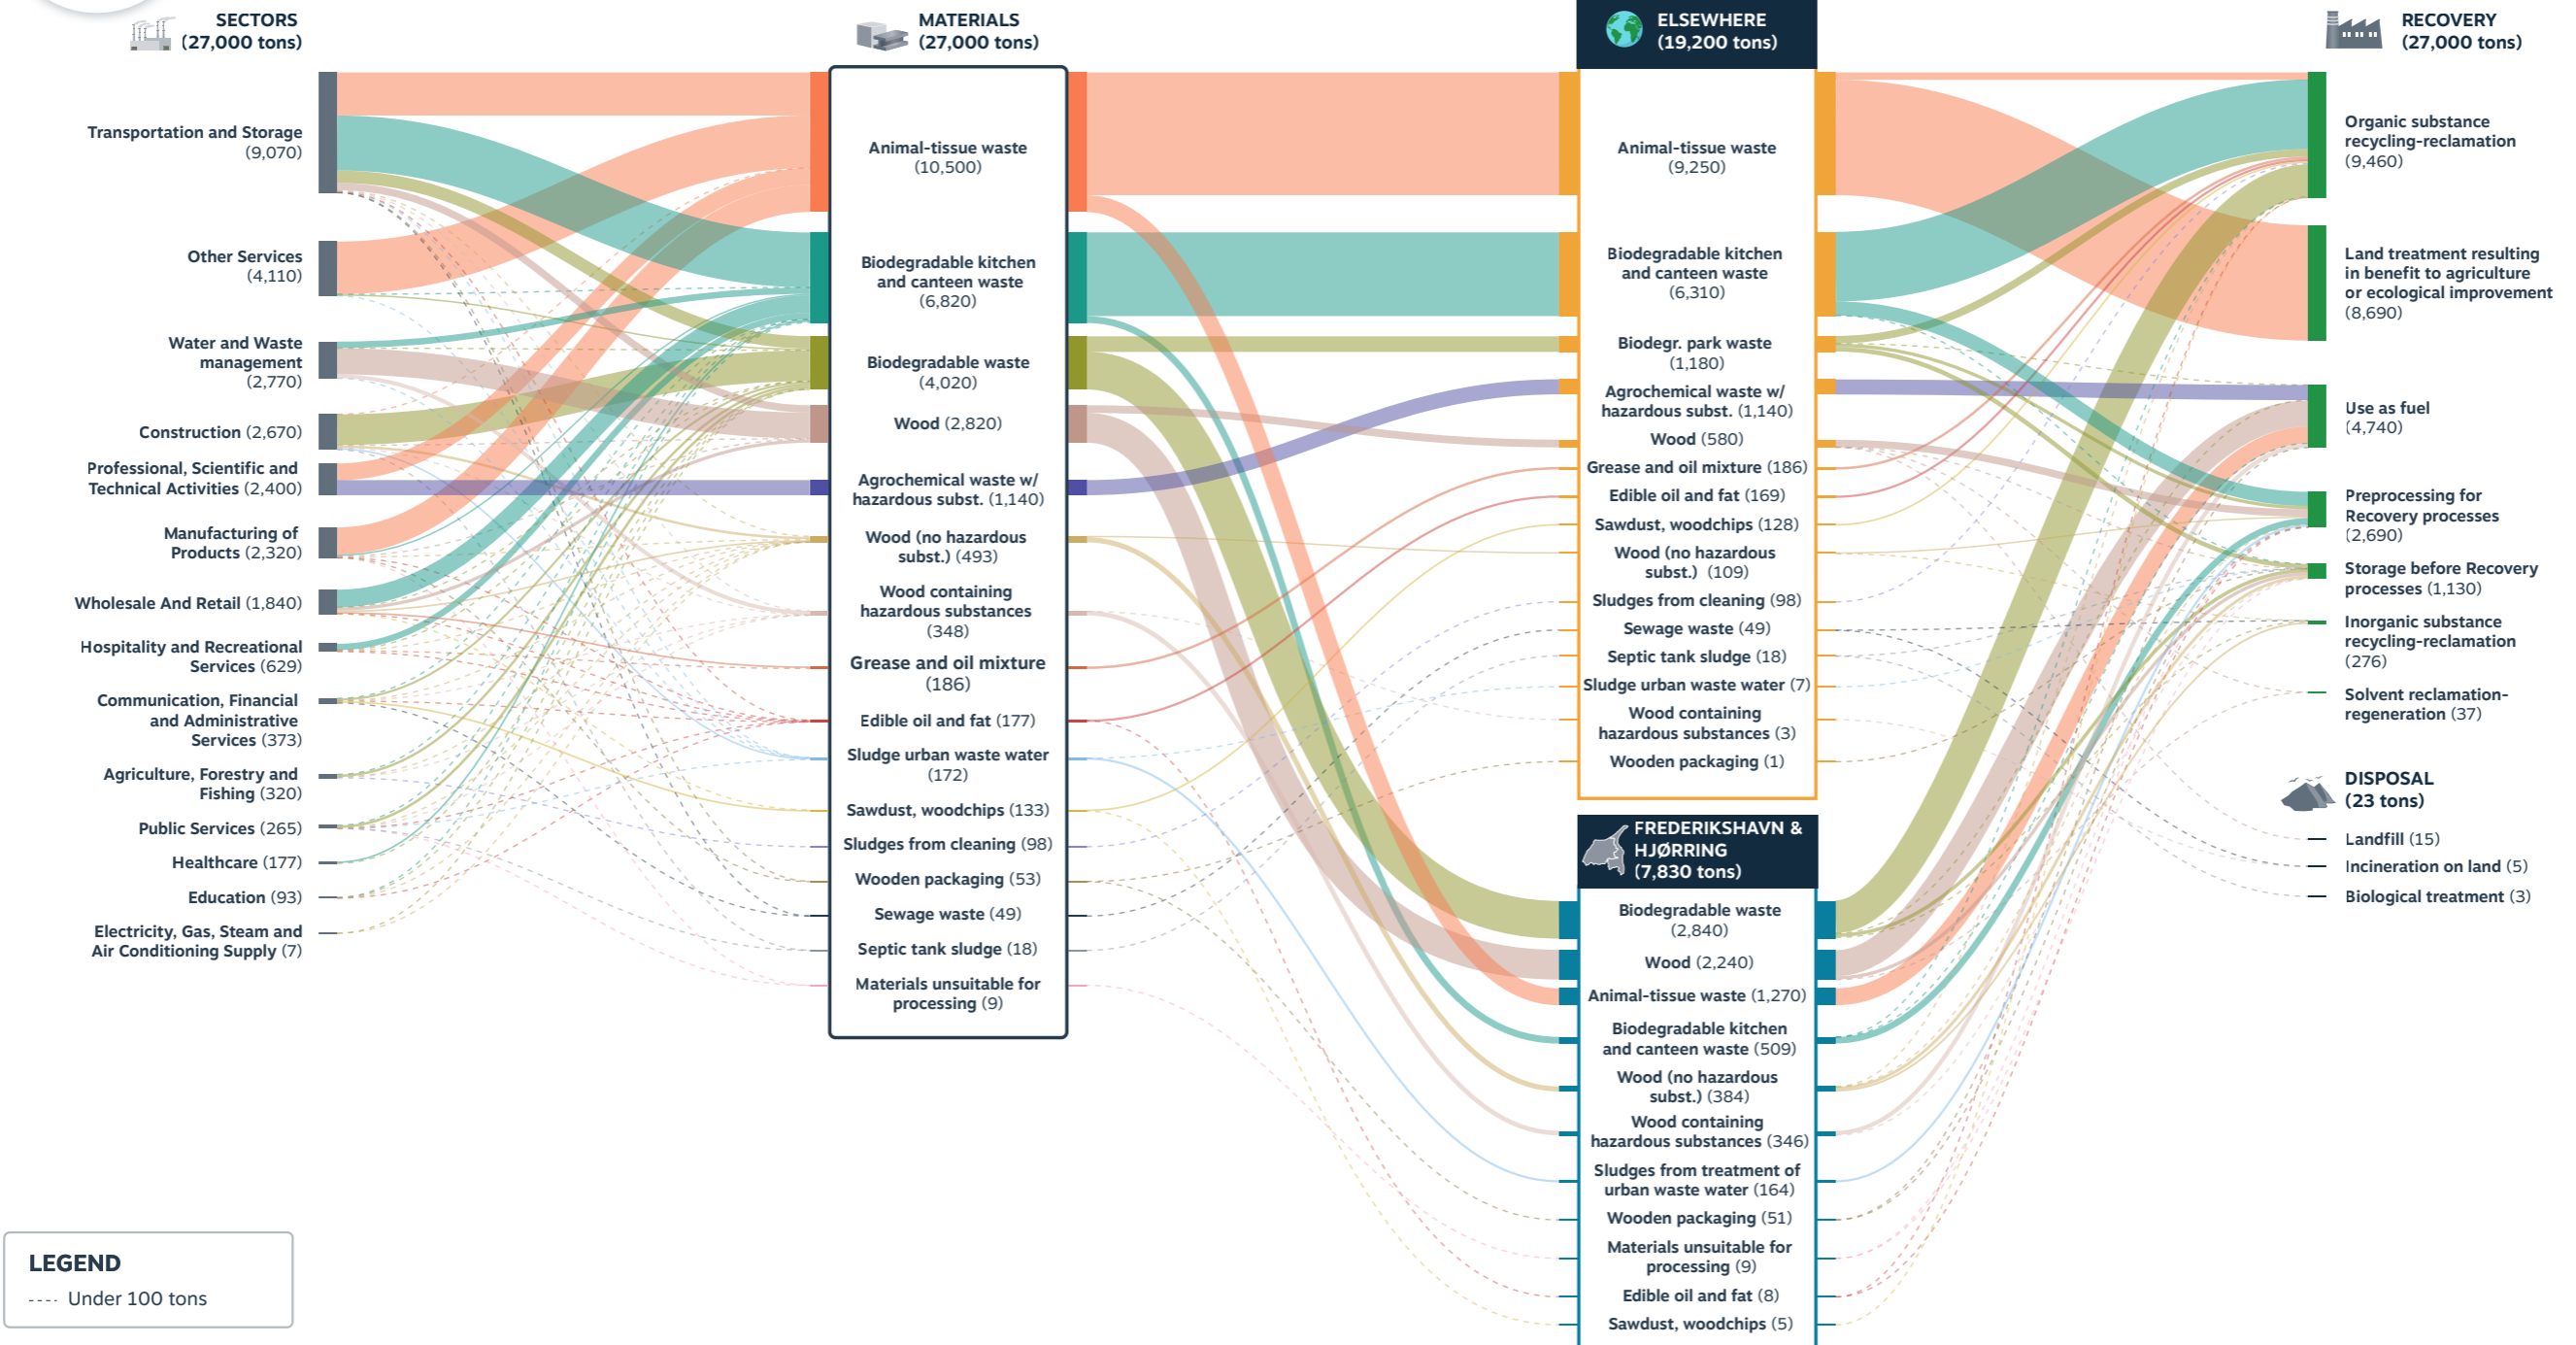 SECTORS
(27,000 tons)
Transportation and Storage
(9,070)
Other Services
(4,110)
Water and Waste
management
(2,770)
Construction (2,670)
Professional, Scientific and
Technical Activities (2,400)
Manufacturing of
Products (2,320)
Wholesale And Retail (1,840)
Hospitality and Recreational
Services (629)
Communication, Financial
and Administrative
Services (373)
Agriculture, Forestry and
Fishing (320)
Public Services (265)
Healthcare (177)
Education (93)
Electricity, Gas, Steam and
Air Conditioning Supply (7)
LEGEND
Under 100 tons
MATERIALS
(27,000 tons)
Animal-tissue waste
(10,500)
Biodegradable kitchen
and canteen waste
(6,820)
Biodegradable waste
(4,020)
Wood (2,820)
Agrochemical waste w/
hazardous subst. (1,140)
Wood (no hazardous
subst.) (493)
Wood containing
hazardous substances
(348)
Grease and oil mixture
(186)
Edible oil and fat (177)
Sludge urban waste water
(172)
Sawdust, woodchips (133)
Sludges from cleaning (98)
Wooden packaging (53)
Sewage waste (49)
Septic tank sludge (18)
Materials unsuitable for
processing (9)
ELSEWHERE
(19,200 tons)
Animal-tissue waste
(9,250)
Biodegradable kitchen
and canteen waste
(6,310)
Biodegr. park waste
(1,180)
Agrochemical waste w/
hazardous subst. (1,140)
Wood (580)
Grease and oil mixture (186)
Edible oil and fat (169)
Sawdust, woodchips (128)
Wood (no hazardous
subst.) (109)
Sludges from cleaning (98)
Sewage waste (49)
Septic tank sludge (18)
Sludge urban waste water (7)
Wood containing
hazardous substances (3)
Wooden packaging (1)
FREDERIKSHAVN &
HJØRRING
(7,830 tons)
Biodegradable waste
(2,840)
Wood (2,240)
Animal-tissue waste (1,270)
Biodegradable kitchen
and canteen waste (509)
Wood (no hazardous
subst.) (384)
Wood containing
hazardous substances (346)
Sludges from treatment of
urban waste water (164)
Wooden packaging (51)
Materials unsuitable for
processing (9)
Edible oil and fat (8)
Sawdust, woodchips (5)
RECOVERY
(27,000 tons)
Organic substance
recycling-reclamation
(9,460)
Land treatment resulting
in benefit to agriculture
or ecological improvement
(8,690)
Use as fuel
(4,740)
Preprocessing for
Recovery processes
(2,690)
Storage before Recovery
processes (1,130)
Inorganic substance
recycling-reclamation
(276)
Solvent reclamation-
regeneration (37)
DISPOSAL
(23 tons)
Landfill (15)
Incineration on land (5)
Biological treatment (3)